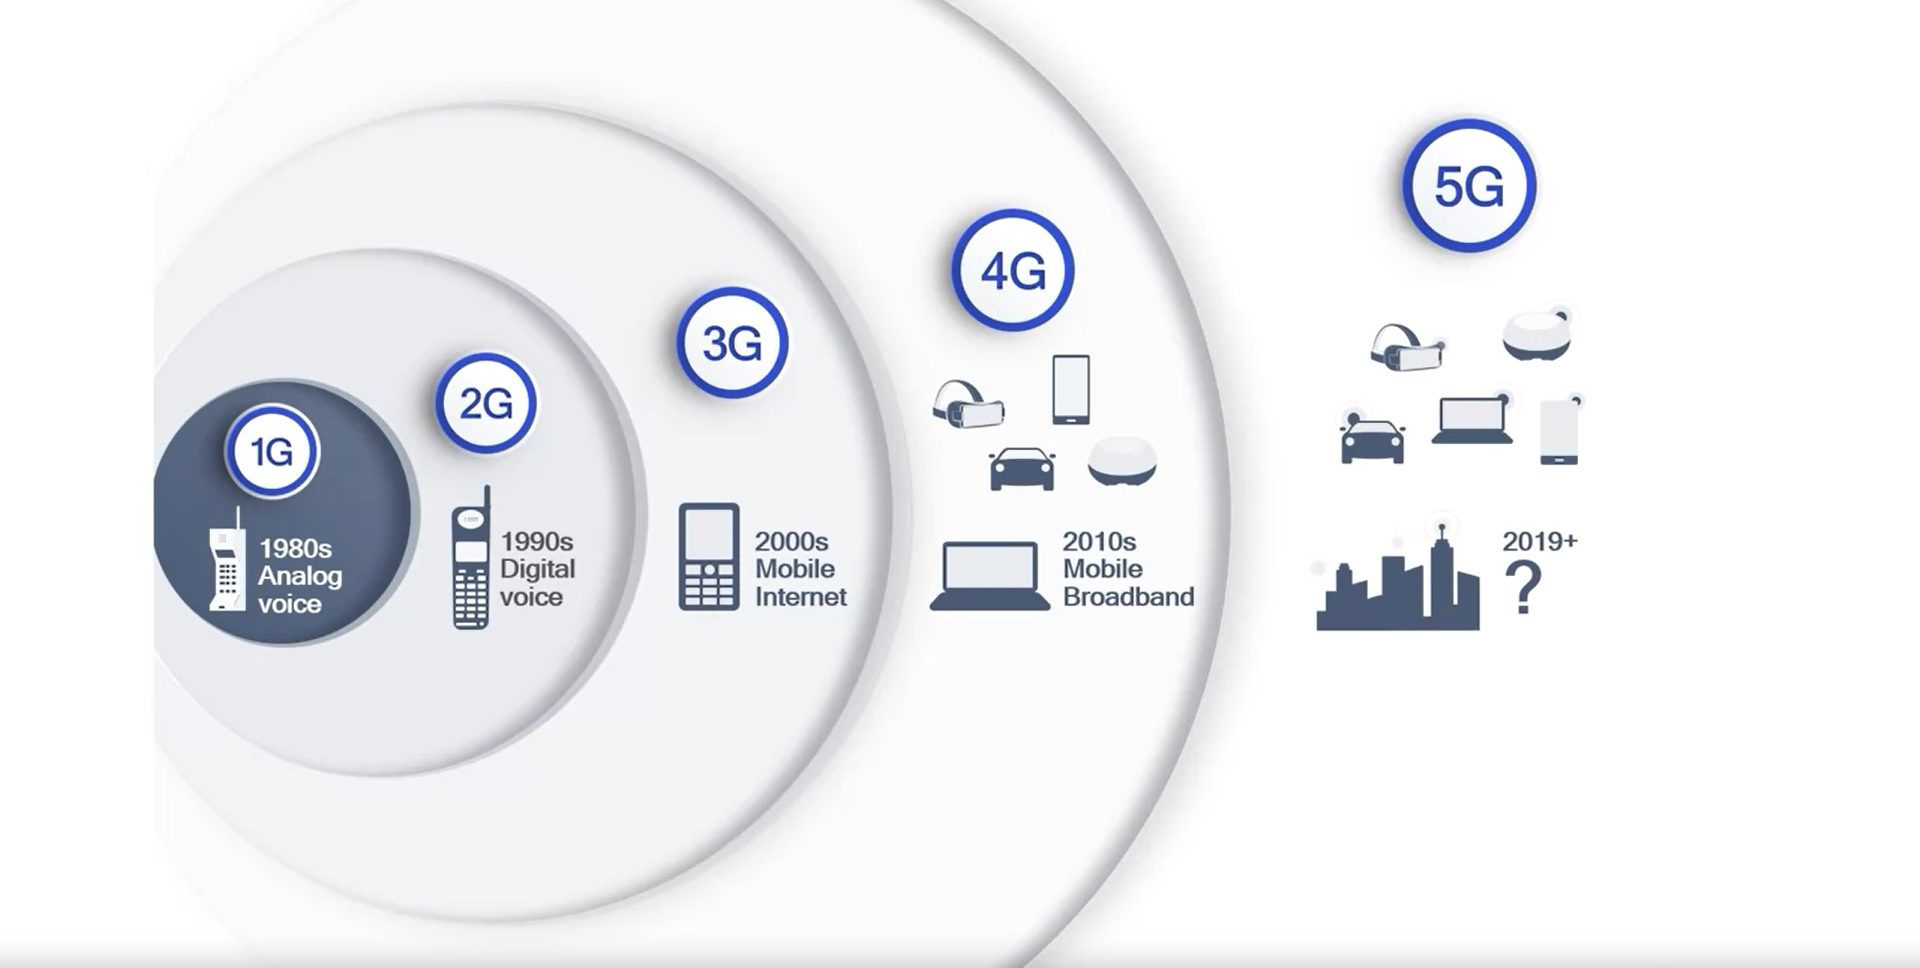 1G
1980s
Analog
voice
2G
1990s
Digital
voice
3G
2000s
Mobile
Internet
4G
2010s
Mobile
Broadband
5G
2019+
?